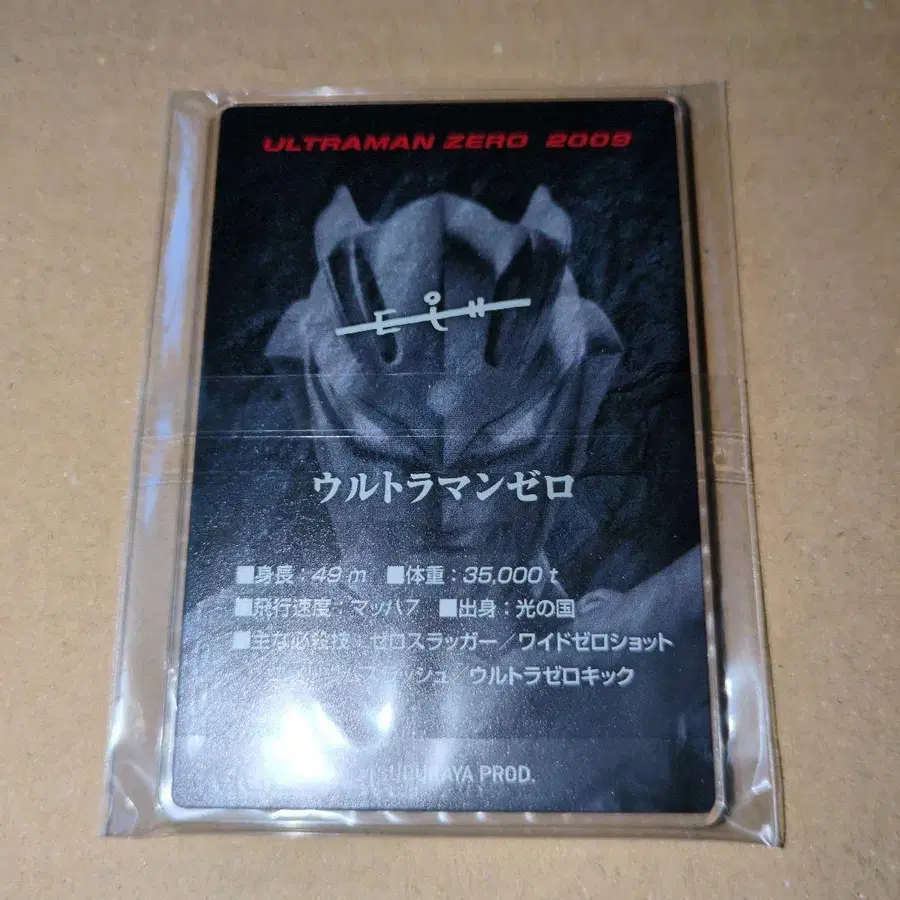 ULTRAMAN ZERO 2009
ウルトラマンゼロ
■身長：49 m ■体重：35,000 t
■飛行速度：マッハ7 ■出身：光の国
■主な必殺技：ゼロスラッガー／ワイドゼロショット
ウルトラゼロキック
PROD.